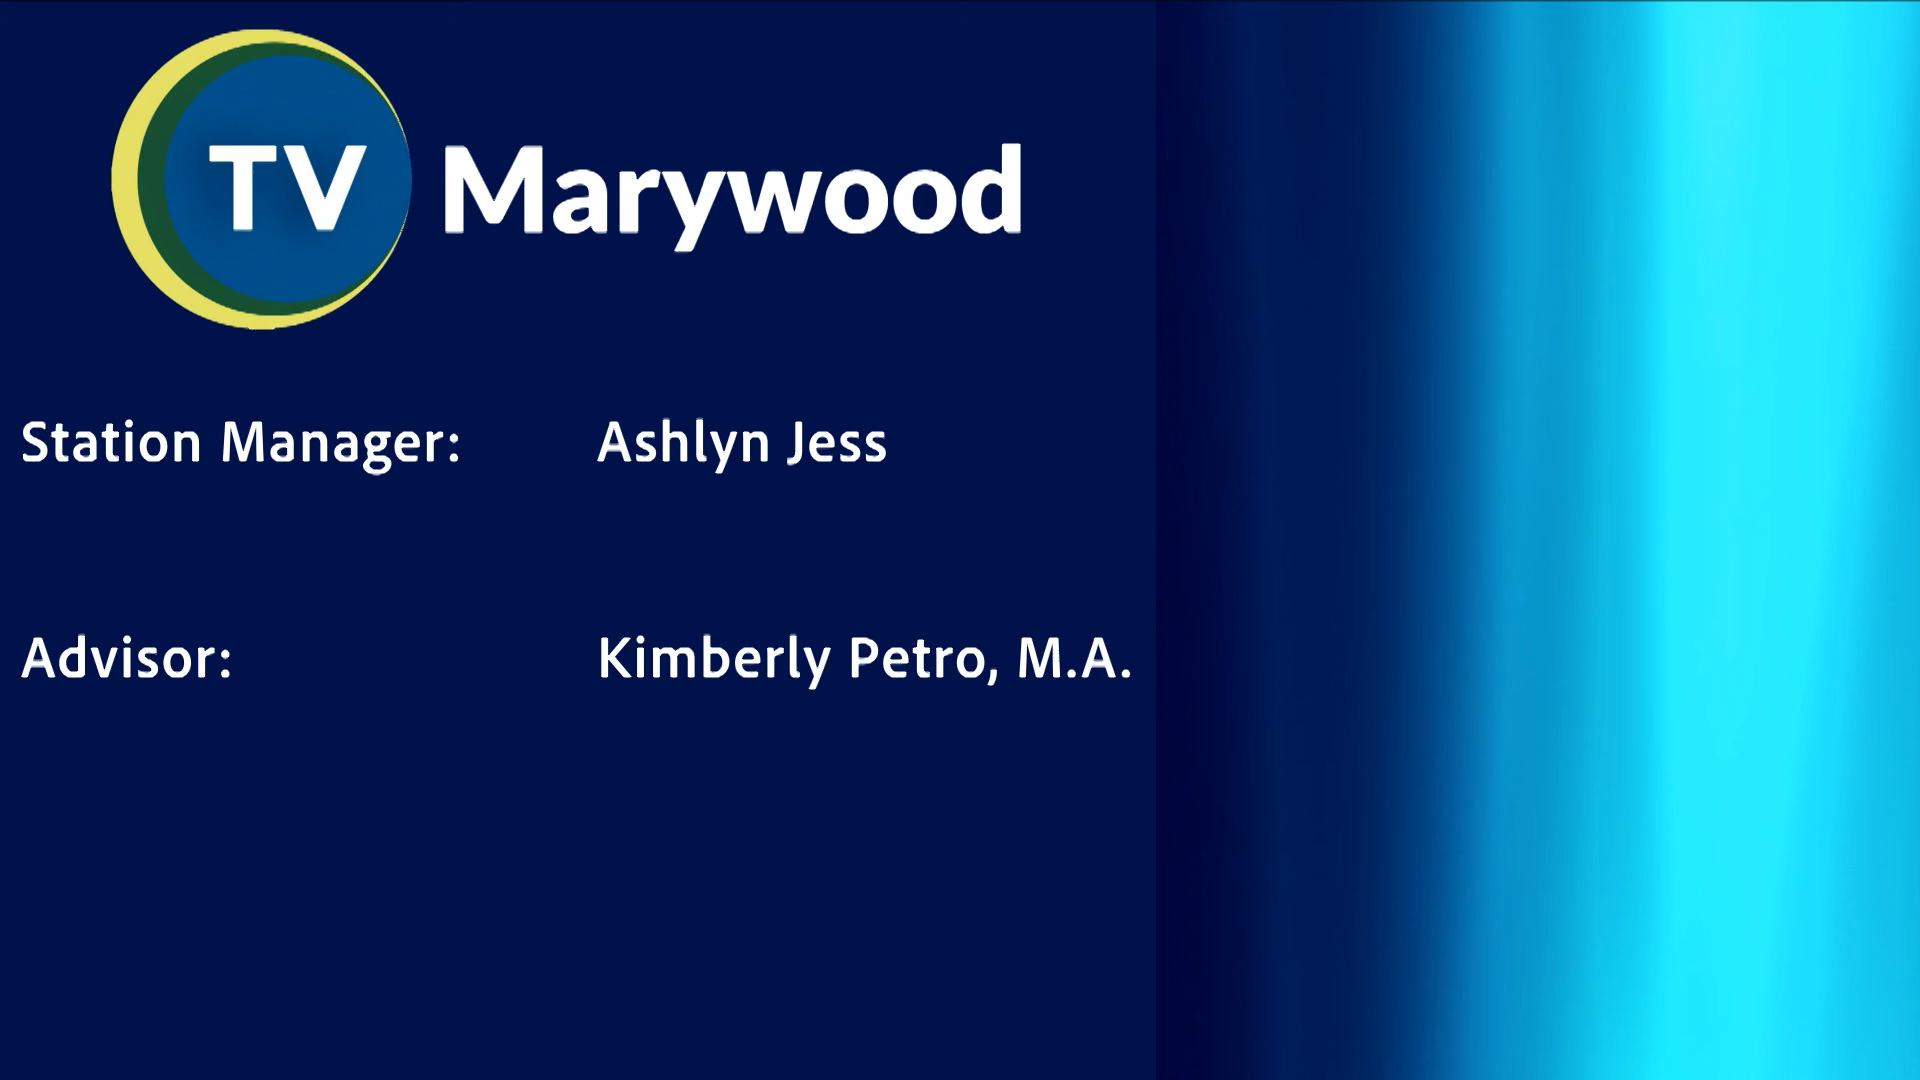 TV Marywood
Station Manager: Ashlyn Jess
Advisor: Kimberly Petro, M.A.